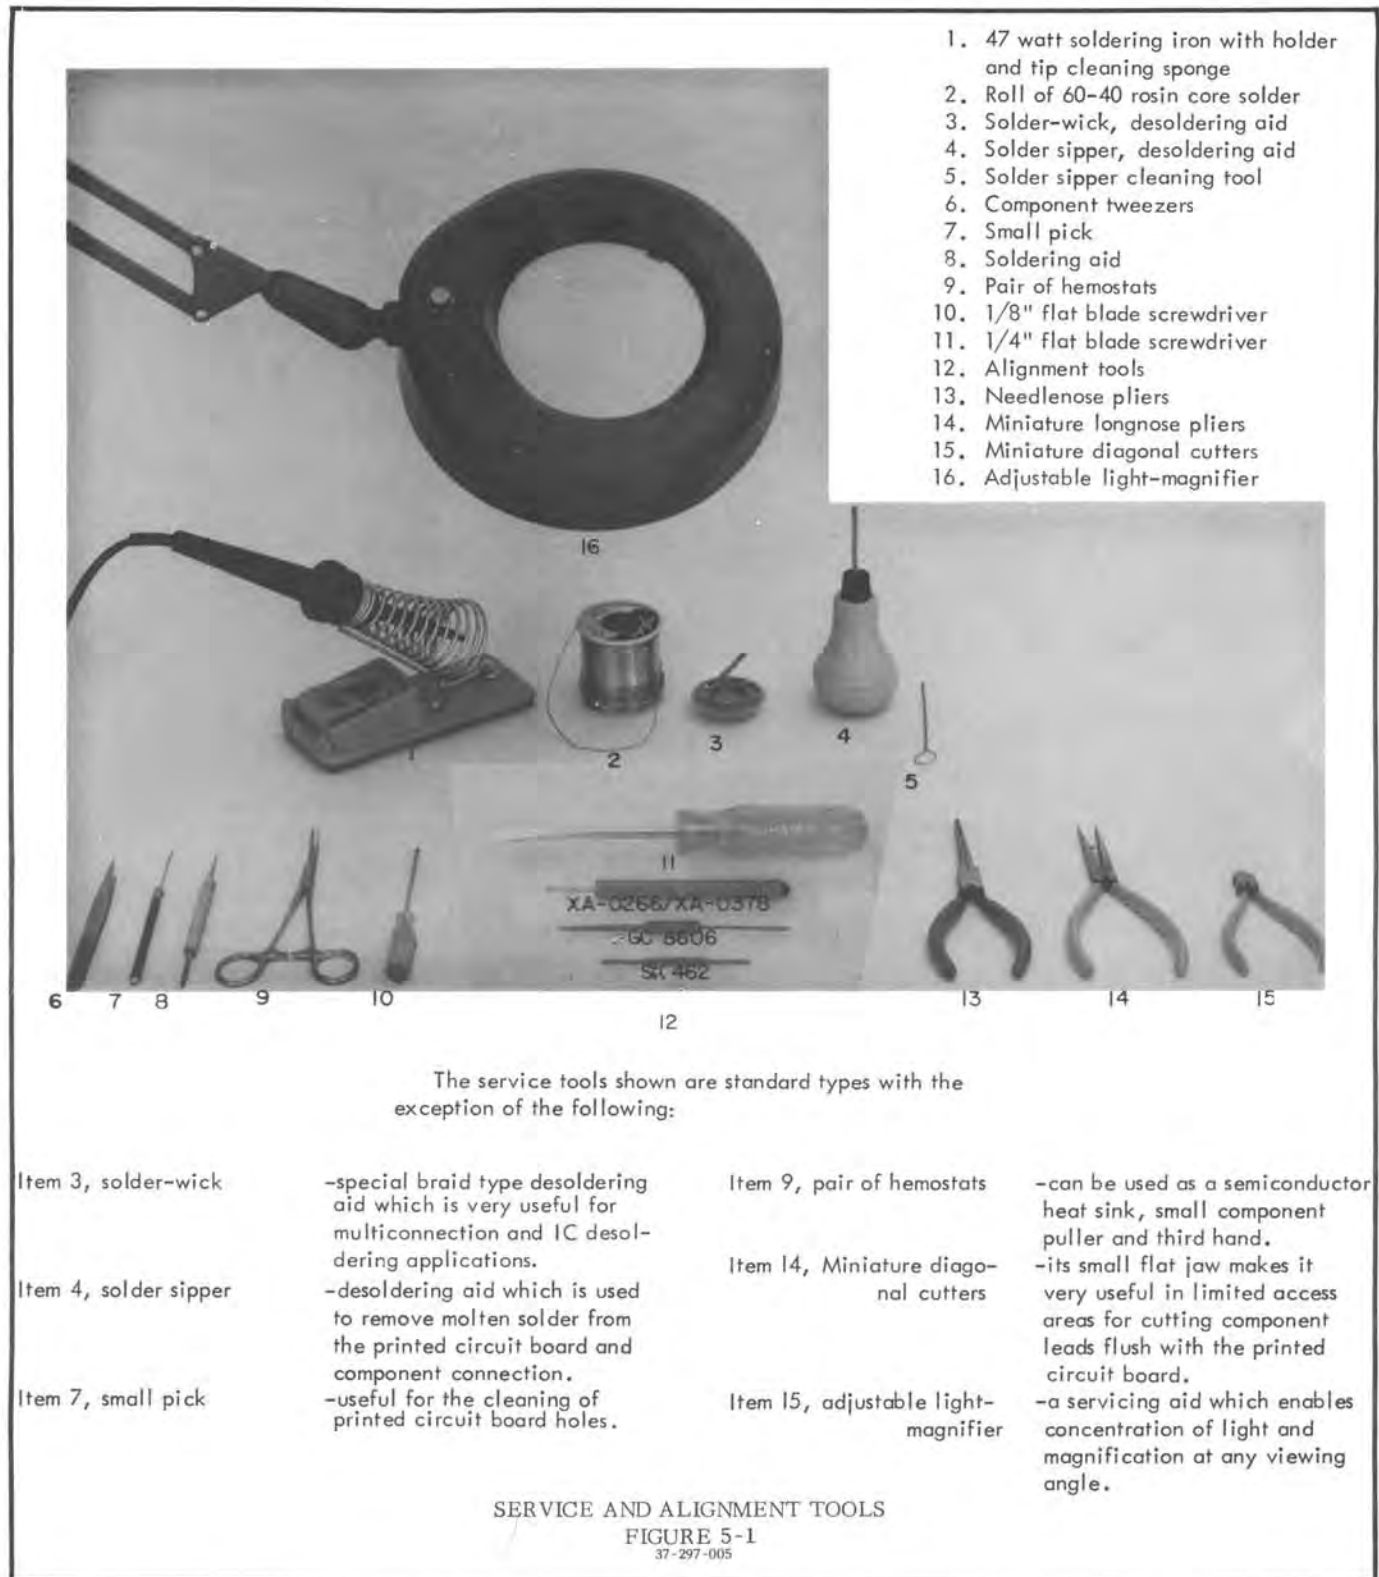 1. 47 watt soldering iron with holder
and tip cleaning sponge
2. Roll of 60-40 rosin core solder
3. Solder-wick, desoldering aid
4. Solder sipper, desoldering aid
5. Solder sipper cleaning tool
6. Component tweezers
7. Small pick
8. Soldering aid
9. Pair of hemostats
10. 1/8" flat blade screwdriver
11. 1/4" flat blade screwdriver
12. Alignment tools
13. Needlenose pliers
14. Miniature longnose pliers
15. Miniature diagonal cutters
16. Adjustable light-magnifier
16
1
2
3
4
5
11
XA-0266/XA-0378
GC 8606
462
6
7
8
9
10
12
13
14
15
The service tools shown are standard types with the
exception of the following:
Item 3, solder-wick
-special braid type desoldering
aid which is very useful for
multiconnection and IC desol-
dering applications.
Item 4, solder sipper
-desoldering aid which is used
to remove molten solder from
the printed circuit board and
component connection.
Item 7, small pick
-useful for the cleaning of
printed circuit board holes.
Item 9, pair of hemostats
-can be used as a semiconductor
heat sink, small component
puller and third hand.
Item 14, Miniature diago-
nal cutters
-its small flat jaw makes it
very useful in limited access
areas for cutting component
leads flush with the printed
circuit board.
Item 15, adjustable light-
magnifier
-a servicing aid which enables
concentration of light and
magnification at any viewing
angle.
SERVICE AND ALIGNMENT TOOLS
FIGURE 5-1
37-297-005